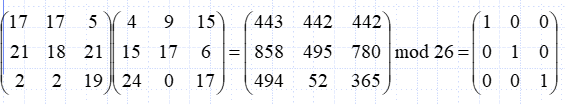 17 17 5 4 9 15 443 442 442 1 0 0
21 18 21 15 17 6 = 858 495 780 mod 26 = 0 1 0
2 2 19 24 0 17 494 52 365 0 0 1